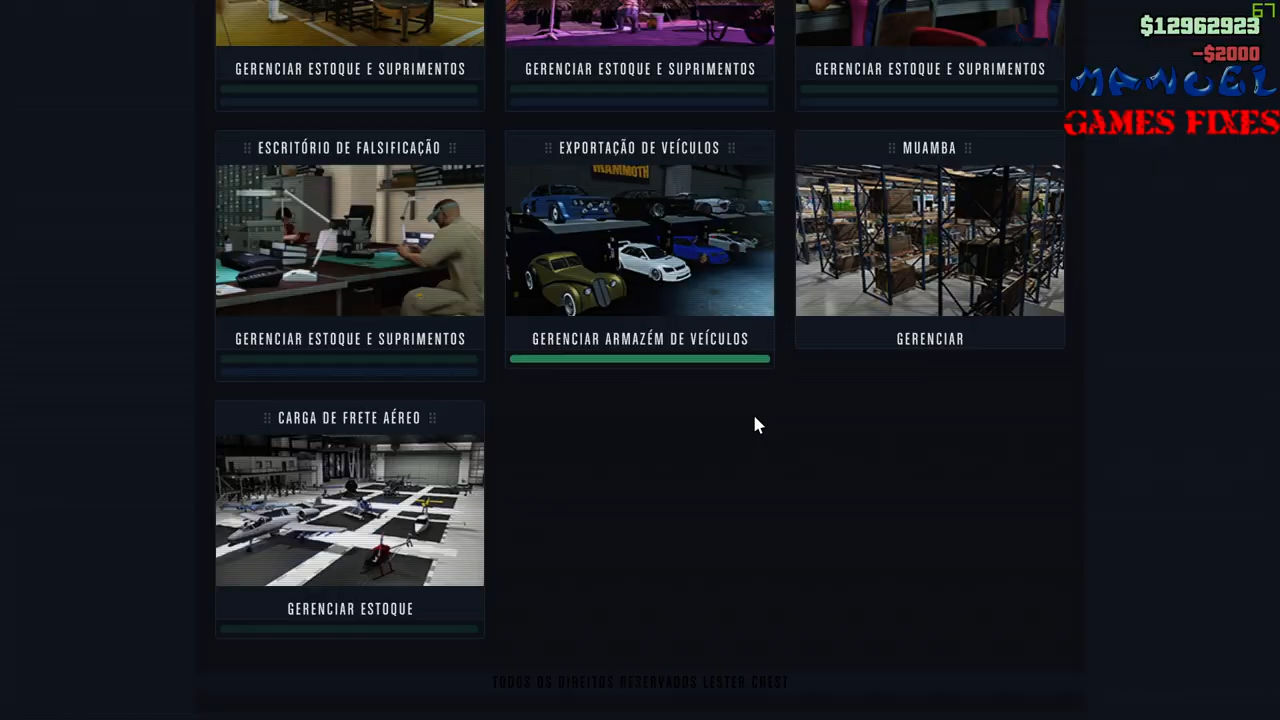 67
$12962923
-$2000
MANUEL
GAMES FIXES
GERENCIAR ESTOQUE E SUPRIMENTOS
GERENCIAR ESTOQUE E SUPRIMENTOS
GERENCIAR ESTOQUE E SUPRIMENTOS
ESCRITÓRIO DE FALSIFICAÇÃO
EXPORTAÇÃO DE VEÍCULOS
MUAMBA
MAMMOTH
GERENCIAR ESTOQUE E SUPRIMENTOS
GERENCIAR ARMAZÉM DE VEÍCULOS
GERENCIAR
CARGA DE FRETE AÉREO
GERENCIAR ESTOQUE
TODOS OS DIREITOS RESERVADOS LESTER CREST